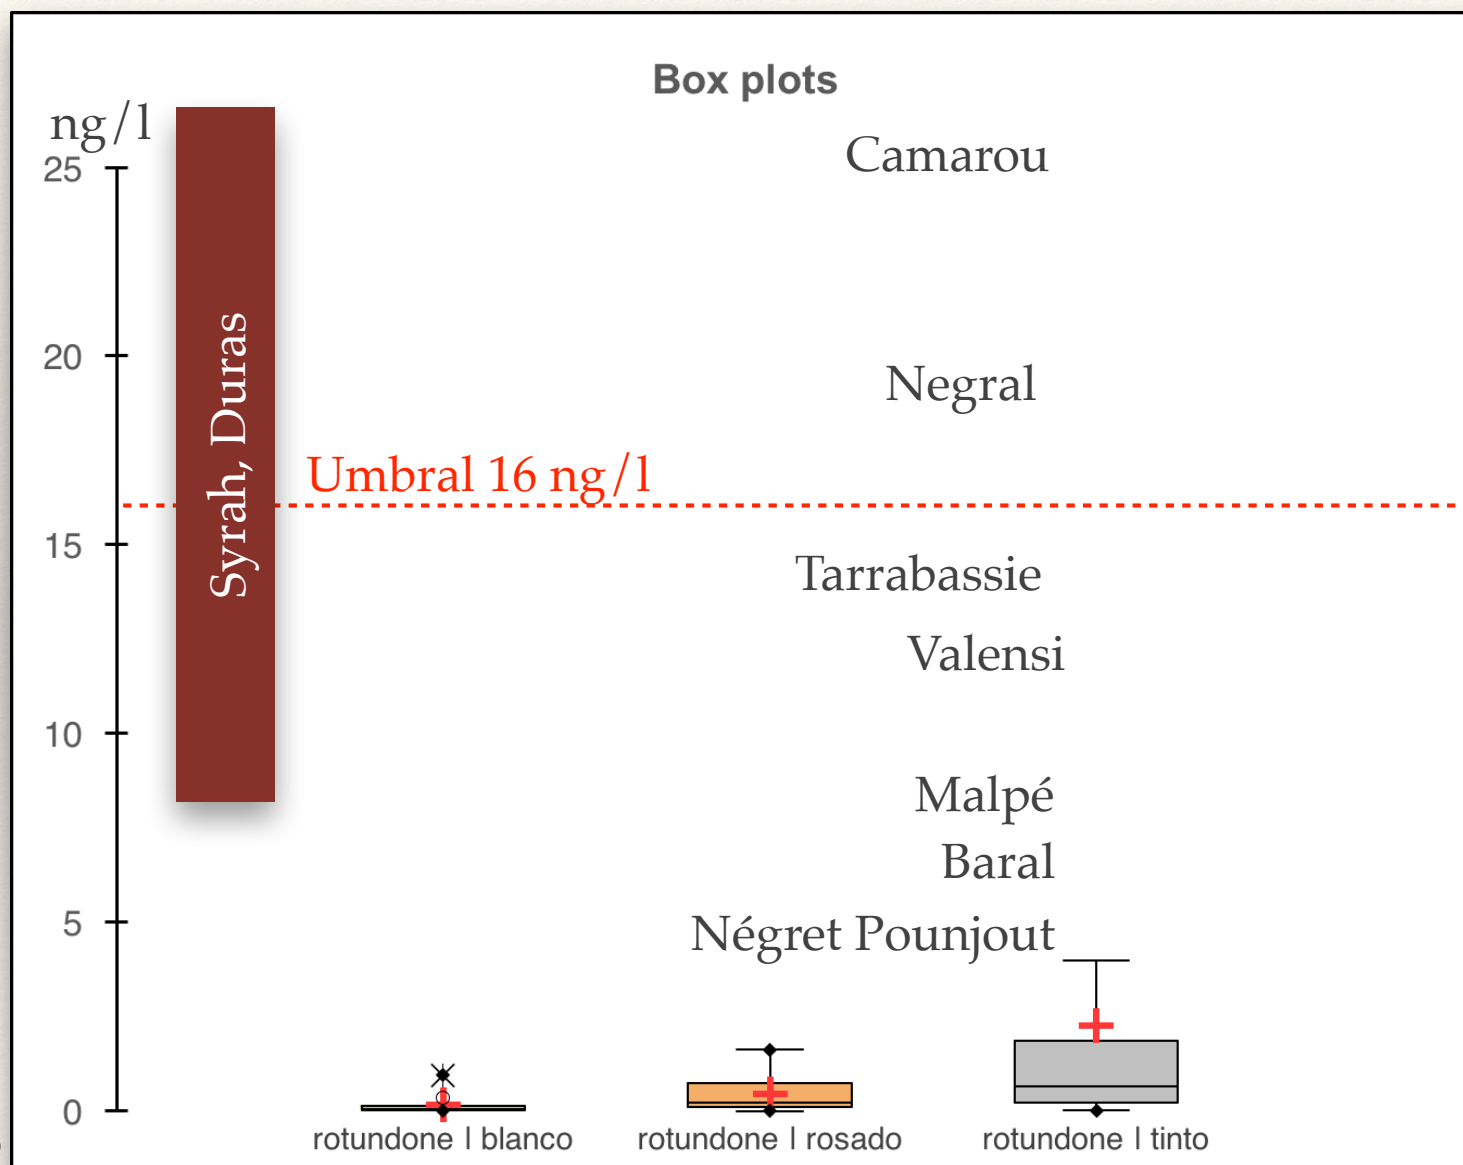 Box plots
ng/l
Camarou
25
20
Negral
Syrah, Duras
Umbral 16 ng/l
15
Tarrabassie
Valensi
10
Malpé
Baral
5
Négret Pounjout
0
rotundone | blanco
rotundone | rosado
rotundone | tinto